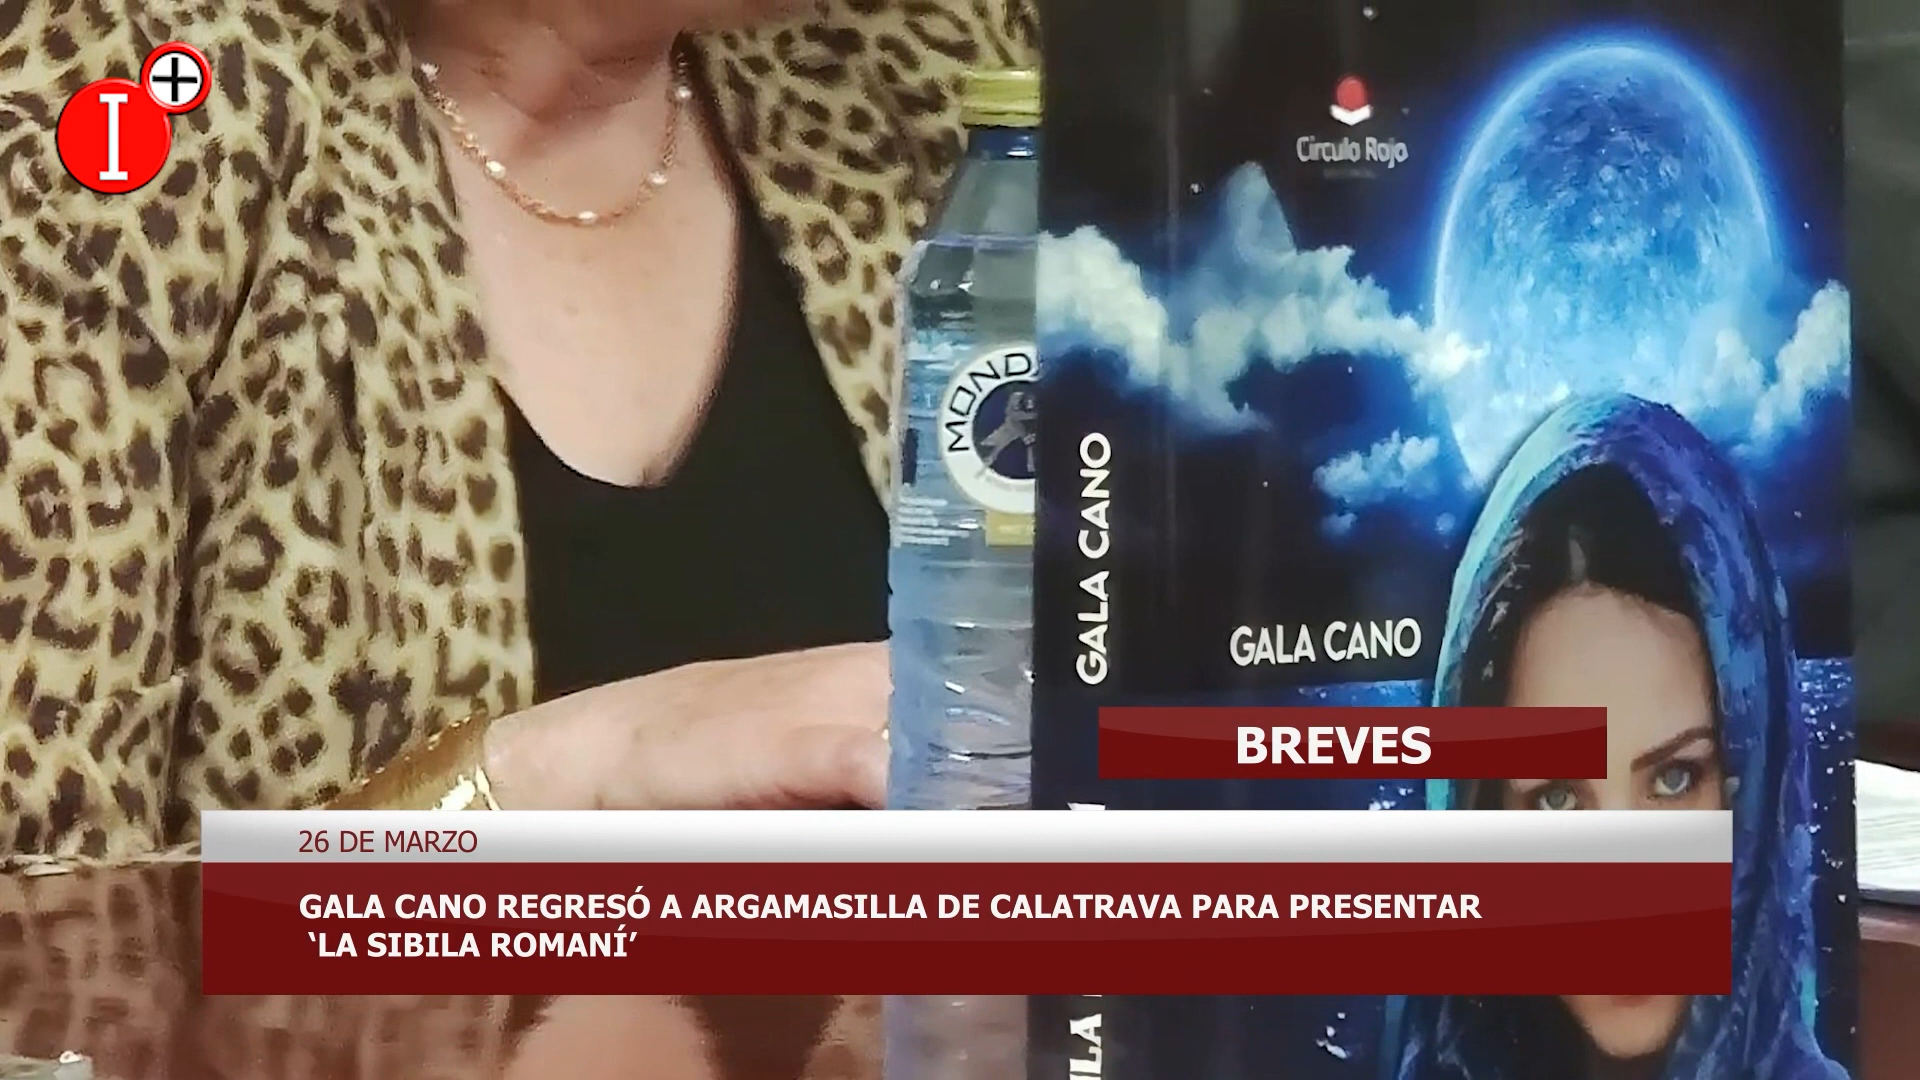 I
Círculo Rojo
MOND
GALA CANO
GALA CANO
BREVES
26 DE MARZO
GALA CANO REGRESÓ A ARGAMASILLA DE CALATRAVA PARA PRESENTAR
‘LA SIBILA ROMANÍ’